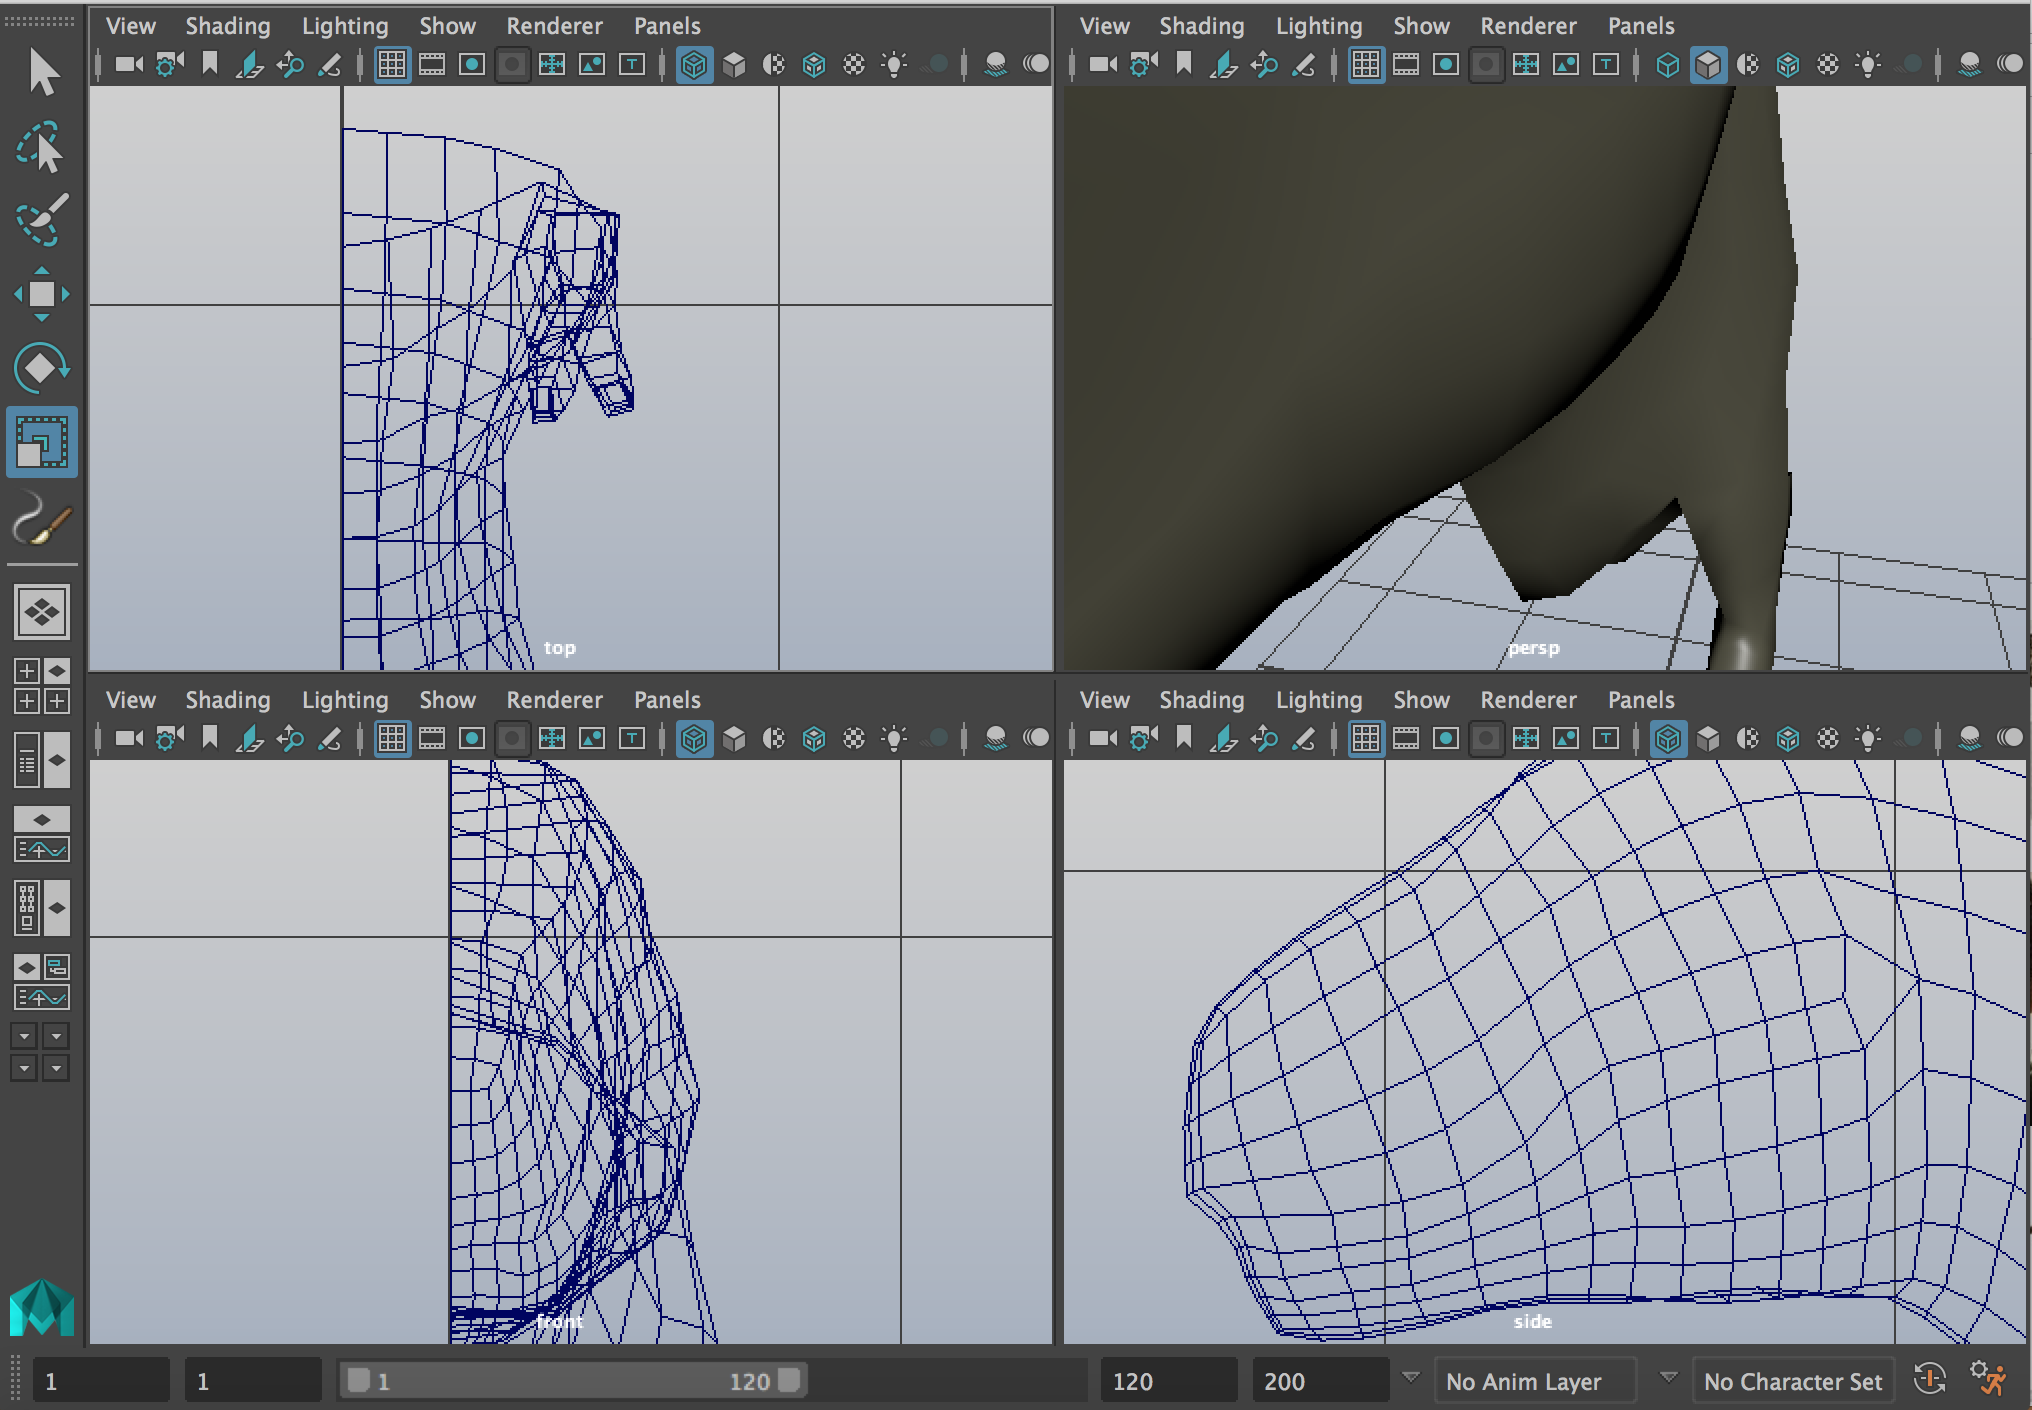 View Shading Lighting Show Renderer Panels
View Shading Lighting Show Renderer Panels
T
T
top
persp
View Shading Lighting Show Renderer Panels
View Shading Lighting Show Renderer Panels
T
T
front
side
1 1 1 120 120 200 No Anim Layer No Character Set